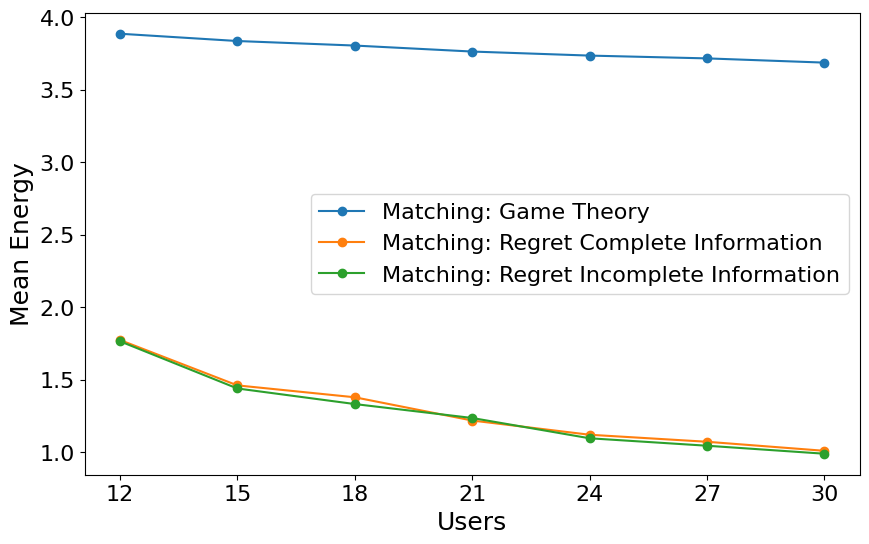 4.0
3.5
3.0
2.5
2.0
1.5
1.0
Mean Energy
Matching: Game Theory
Matching: Regret Complete Information
Matching: Regret Incomplete Information
12 15 18 21 24 27 30
Users